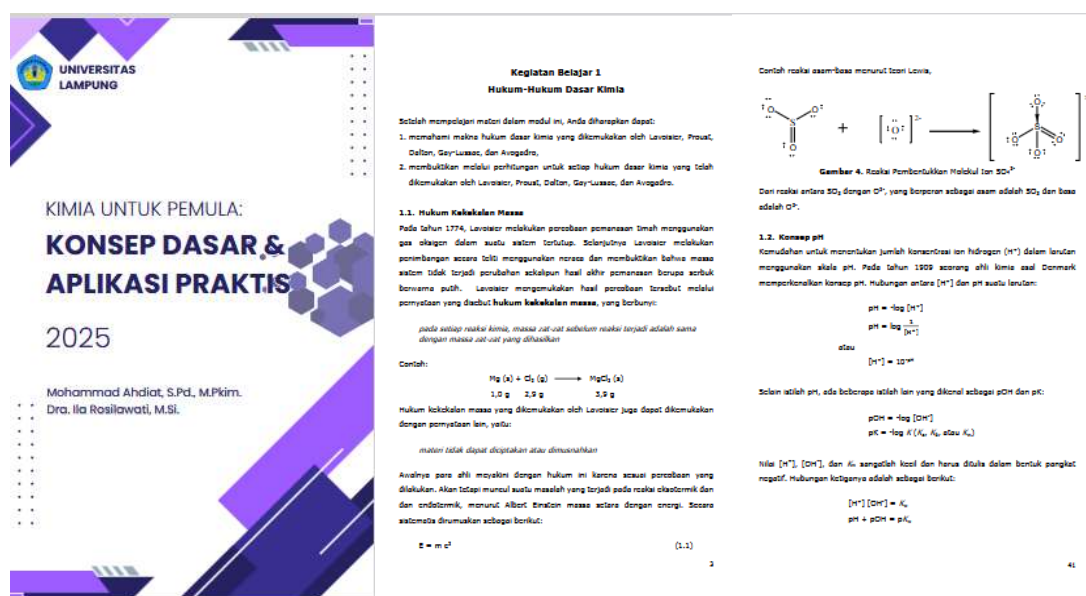 UNIVERSITAS
LAMPUNG
KIMIA UNTUK PEMULA:
KONSEP DASAR &
APLIKASI PRAKTIS
2025
Mohammad Ahdiat, S.Pd., M.Pkim.
Dra. Ila Rosilawati, M.Si.
Kegiatan Belajar 1
Hukum-Hukum Dasar Kimia
Setelah mempelajari materi dalam modul ini, Anda diharapkan dapat:
1. memahami makna hukum dasar kimia yang dikemukakan oleh Lavoisier, Proust,
Dalton, Gay-Lussac, dan Avogadro,
2. membuktikan melalui perhitungan untuk setiap hukum dasar kimia yang telah
dikemukakan oleh Lavoisier, Proust, Dalton, Gay-Lussac, dan Avogadro.
1.1. Hukum Kekekalan Massa
Pada tahun 1774, Lavoisier melakukan percobaan pemanasan timah menggunakan
gas oksigen dalam suatu sistem tertutup. Selanjutnya Lavoisier melakukan
penimbangan secara teliti menggunakan neraca dan membuktikan bahwa massa
sistem tidak terjadi perubahan sekalipun hasil akhir pemanasan berupa serbuk
berwarna putih. Lavoisier mengemukakan hasil percobaan tersebut melalui
pernyataan yang disebut hukum kekekalan massa, yang berbunyi:
pada setiap reaksi kimia, massa zat-zat sebelum reaksi terjadi adalah sama
dengan massa zat-zat yang dihasilkan
Contoh:
Mg (s) + Cl₂ (g) ⟶ MgCl₂ (s)
1,0 g 2,9 g 3,9 g
Hukum kekekalan massa yang dikemukakan oleh Lavoisier juga dapat dikemukakan
dengan pernyataan lain, yaitu:
materi tidak dapat diciptakan atau dimusnahkan
Awalnya para ahli meyakini dengan hukum ini karena sesuai percobaan yang
dilakukan. Akan tetapi muncul suatu masalah yang terjadi pada reaksi eksotermik dan
dan endotermik, menurut Albert Einstein massa setara dengan energi. Secara
sistematis dirumuskan sebagai berikut:
E = m c² (1.1)
3
Contoh reaksi asam-basa menurut teori Lewis,
Gambar 4. Reaksi Pembentukkan Molekul Ion SO₄²⁻
Dari reaksi antara SO₃ dengan O²⁻, yang berperan sebagai asam adalah SO₃ dan basa
adalah O²⁻.
1.2. Konsep pH
Kemudahan untuk menentukan jumlah konsentrasi ion hidrogen (H⁺) dalam larutan
menggunakan skala pH. Pada tahun 1909 seorang ahli kimia asal Denmark
memperkenalkan konsep pH. Hubungan antara [H⁺] dan pH suatu larutan:
pH = -log [H⁺]
pH = log 1/[H⁺]
atau
[H⁺] = 10⁻ᵖᴴ
Selain istilah pH, ada beberapa istilah lain yang dikenal sebagai pOH dan pK:
pOH = -log [OH⁻]
pK = -log K (Kₐ, K_b, atau K_w)
Nilai [H⁺], [OH⁻], dan K_w sangatlah kecil dan harus ditulis dalam bentuk pangkat
negatif. Hubungan ketiganya adalah sebagai berikut:
[H⁺] [OH⁻] = K_w
pH + pOH = pK_w
41